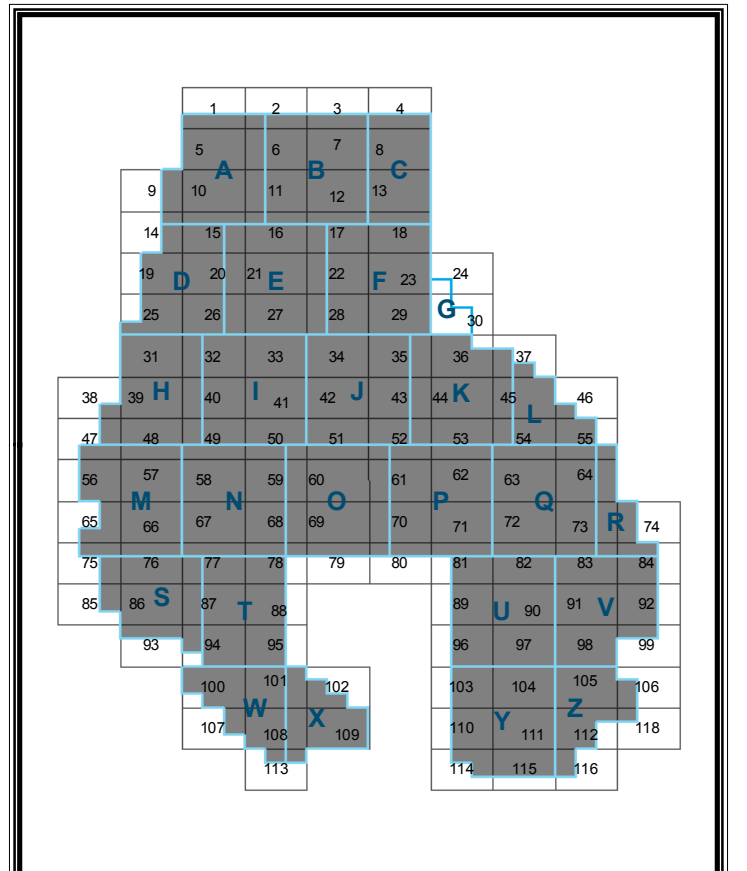 1 2 3 4
5 6 7 8
A B C
9 10 11 12 13
14 15 16 17 18
19 D 20 21 E 22 F 23 24
25 26 27 28 29 G 30
31 32 33 34 35 36 37
38 39 H 40 I 41 42 J 43 44 K 45 L 46
47 48 49 50 51 52 53 54 55
56 57 58 59 60 61 62 63 64
M N O P Q
65 66 67 68 69 70 71 72 73 R 74
75 76 77 78 79 80 81 82 83 84
85 86 S 87 T 88 89 U 90 91 V 92
93 94 95 96 97 98 99
100 101 102 103 104 105 106
W X Y Z
107 108 109 110 111 112 118
113 114 115 116